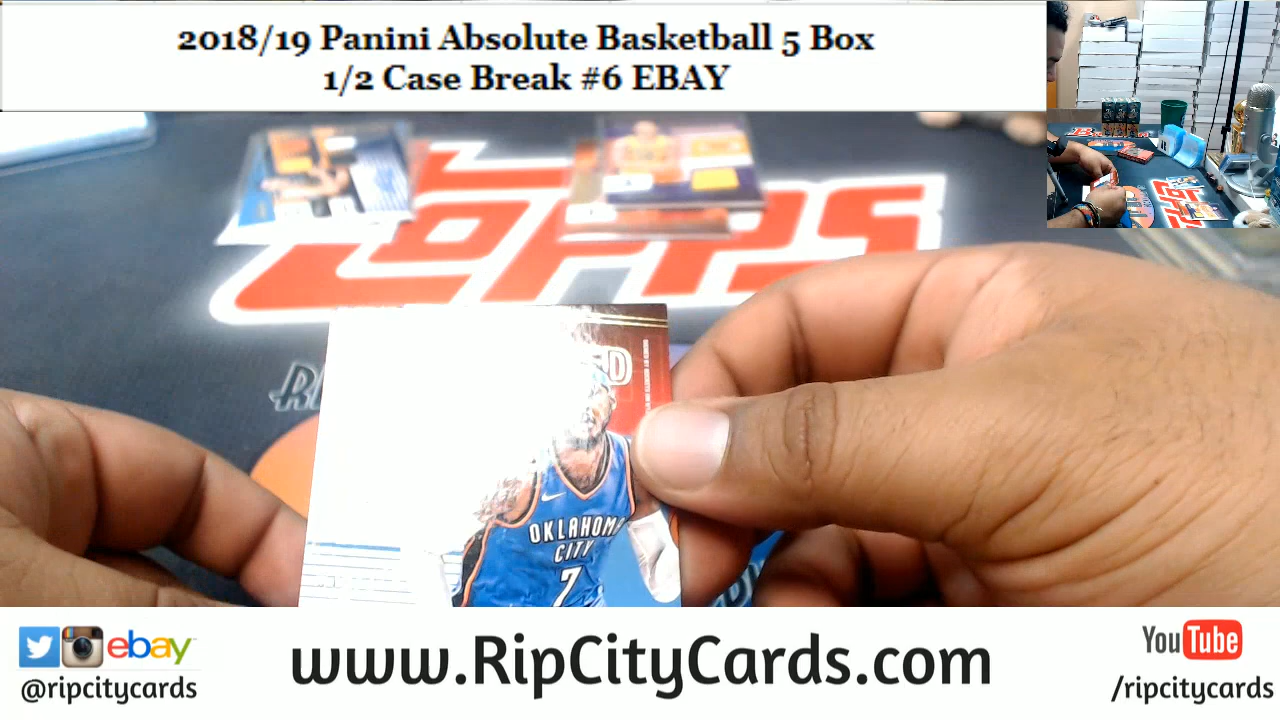 2018/19 Panini Absolute Basketball 5 Box
1/2 Case Break #6 EBAY
TOPPS
OKLAHOMA
CITY
7
ebay
@ripcitycards
www.RipCityCards.com
YouTube
/ripcitycards